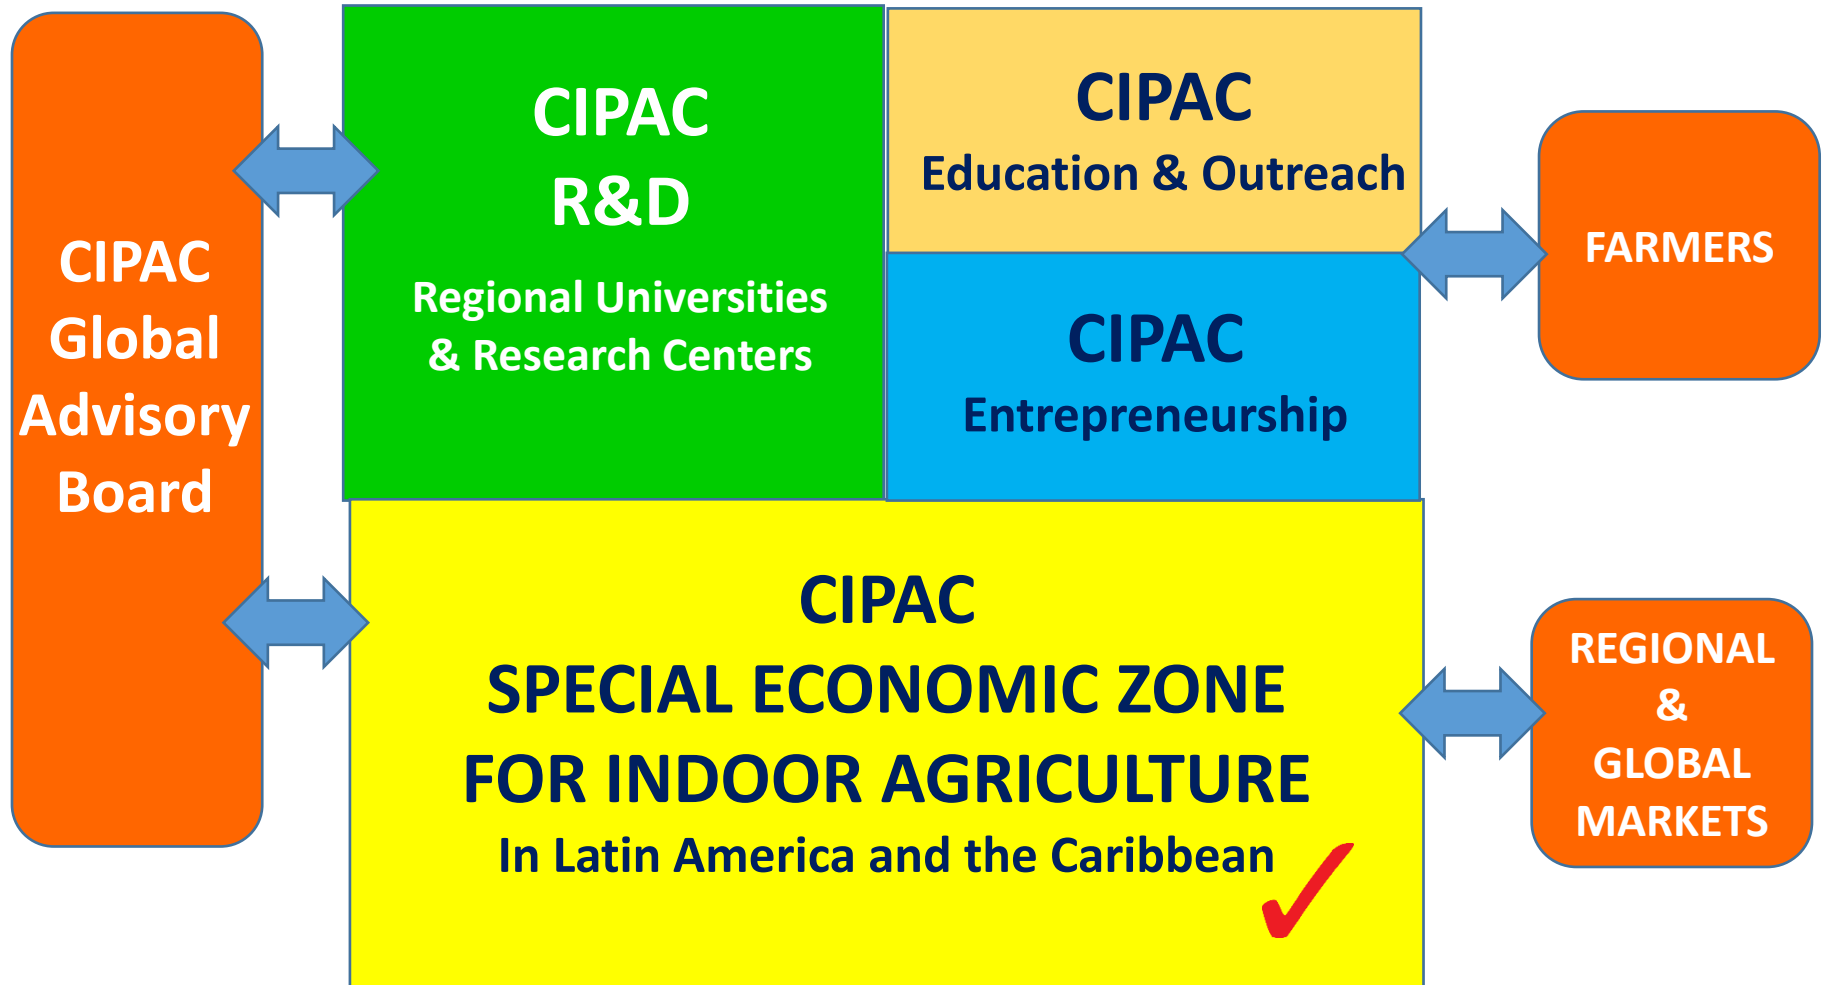 CIPAC
Global
Advisory
Board
CIPAC
R&D
Regional Universities
& Research Centers
CIPAC
Education & Outreach
CIPAC
Entrepreneurship
FARMERS
CIPAC
SPECIAL ECONOMIC ZONE
FOR INDOOR AGRICULTURE
In Latin America and the Caribbean
REGIONAL
&
GLOBAL
MARKETS